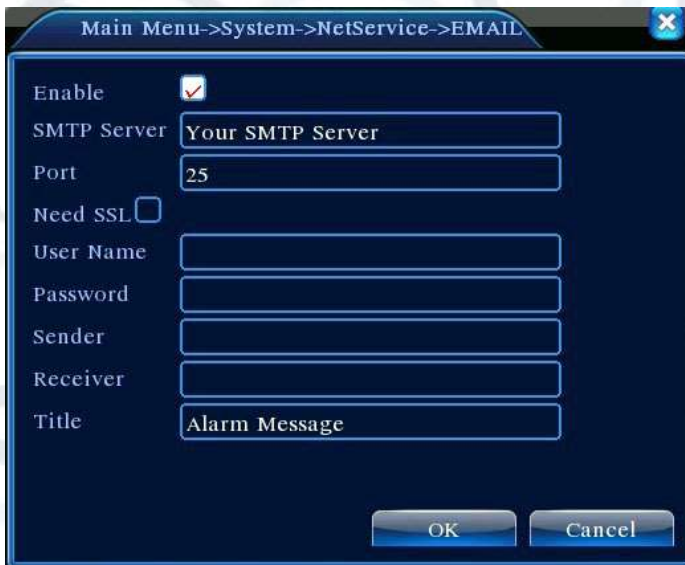 Main Menu->System->NetService->EMAIL
Enable
SMTP Server Your SMTP Server
Port 25
Need SSL
User Name
Password
Sender
Receiver
Title Alarm Message
OK Cancel